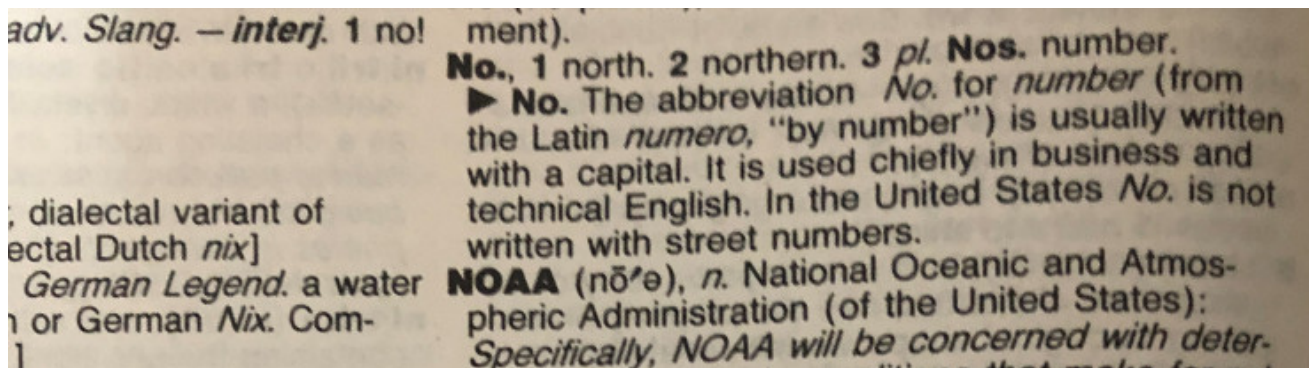 adv. Slang. — interj. 1 no!
, dialectal variant of
ectal Dutch nix]
German Legend. a water
or German Nix. Com-
]
ment).
No., 1 north. 2 northern. 3 pl. Nos. number.
▶ No. The abbreviation No. for number (from
the Latin numero, “by number”) is usually written
with a capital. It is used chiefly in business and
technical English. In the United States No. is not
written with street numbers.
NOAA (nō′ə), n. National Oceanic and Atmos-
pheric Administration (of the United States):
Specifically, NOAA will be concerned with deter-